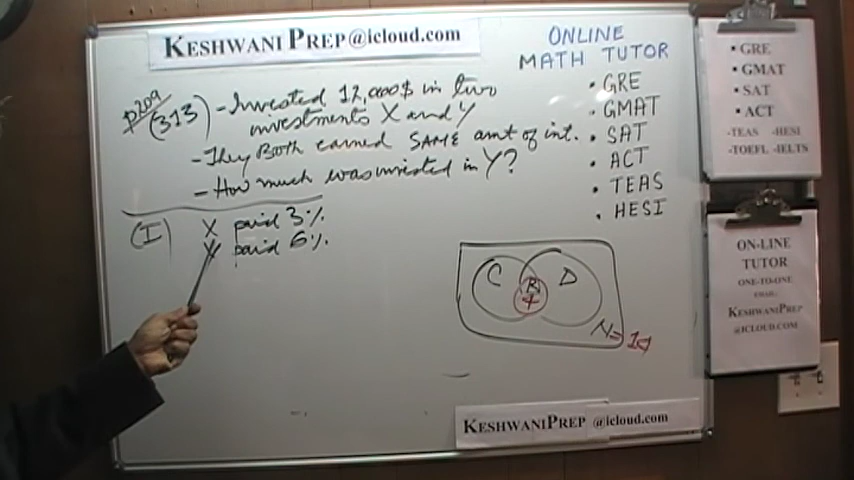 KESHWANI PREP@icloud.com
ONLINE
MATH TUTOR
• GRE
• GMAT
• SAT
• ACT
• TEAS
• HESI
p209
(313) - Invested 12,000$ in two
investments X and Y
- They Both earned SAME amt of int.
- How much was invested in Y?
(I) X paid 3%
Y paid 6%
C B D
4
N= 19
▪ GRE
▪ GMAT
▪ SAT
▪ ACT
-TEAS -HESI
-TOEFL -IELTS
ON-LINE
TUTOR
ONE-TO-ONE
EMAIL:
KESHWANIPREP
@ICLOUD.COM
KESHWANIPREP @icloud.com